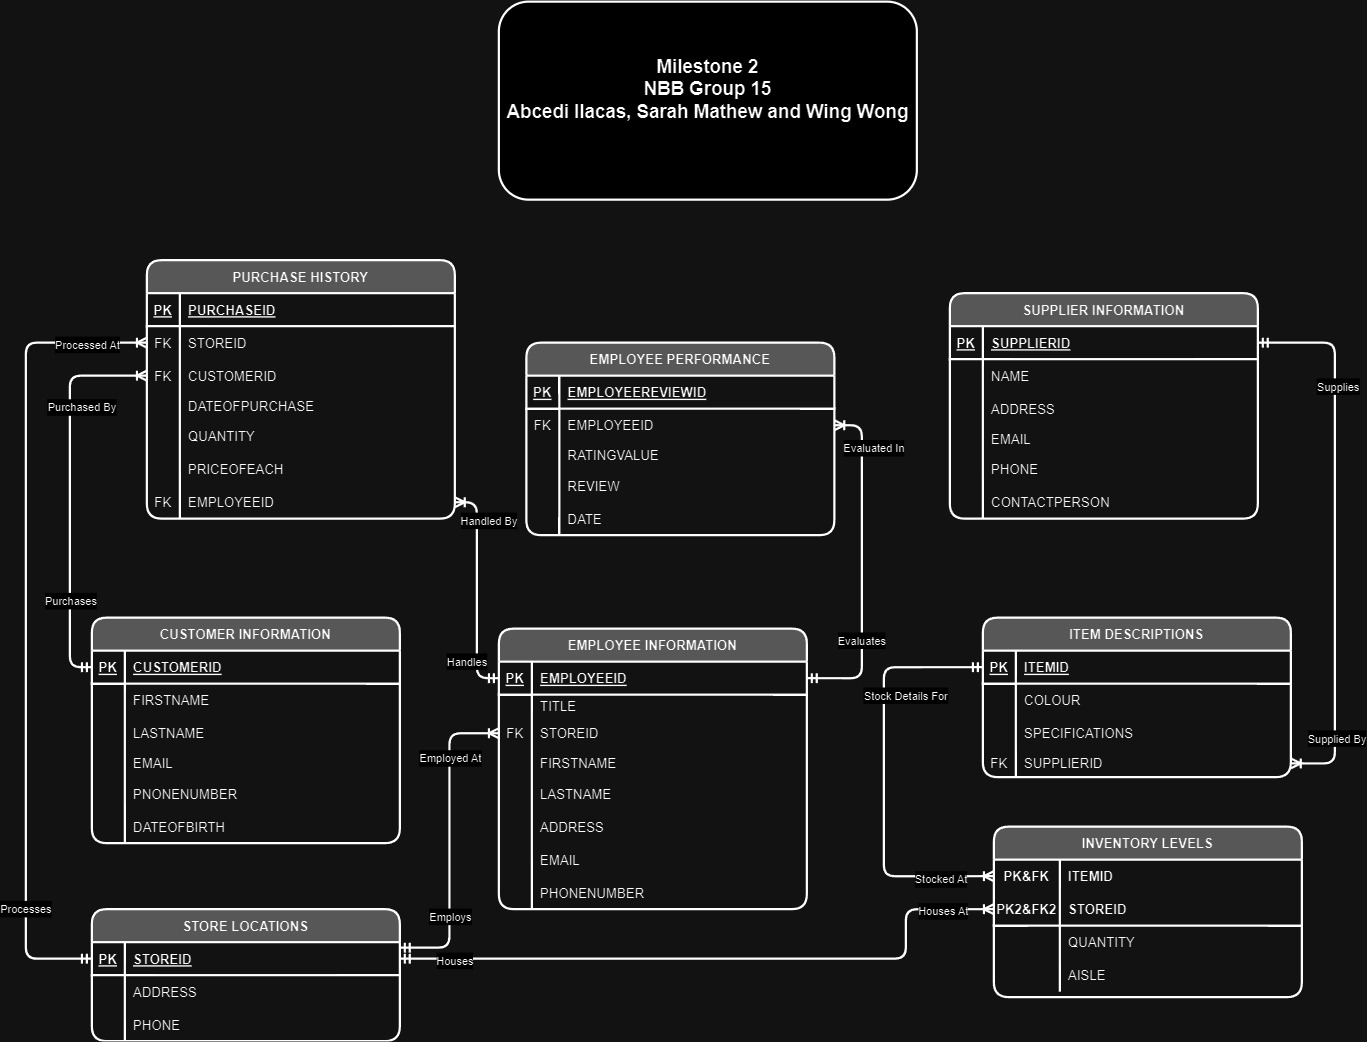 Milestone 2
NBB Group 15
Abcedi Ilacas, Sarah Mathew and Wing Wong
PURCHASE HISTORY
PK PURCHASEID
FK STOREID
FK CUSTOMERID
DATEOFPURCHASE
QUANTITY
PRICEOFEACH
FK EMPLOYEEID
Processed At
Purchased By
Handled By
EMPLOYEE PERFORMANCE
PK EMPLOYEEREVIEWID
FK EMPLOYEEID
RATINGVALUE
REVIEW
DATE
Evaluated In
SUPPLIER INFORMATION
PK SUPPLIERID
NAME
ADDRESS
EMAIL
PHONE
CONTACTPERSON
Supplies
Purchases
CUSTOMER INFORMATION
PK CUSTOMERID
FIRSTNAME
LASTNAME
EMAIL
PNONENUMBER
DATEOFBIRTH
Handles
Evaluates
EMPLOYEE INFORMATION
PK EMPLOYEEID
TITLE
FK STOREID
FIRSTNAME
LASTNAME
ADDRESS
EMAIL
PHONENUMBER
Employed At
Employs
ITEM DESCRIPTIONS
PK ITEMID
COLOUR
SPECIFICATIONS
FK SUPPLIERID
Stock Details For
Supplied By
INVENTORY LEVELS
PK&FK ITEMID
PK2&FK2 STOREID
QUANTITY
AISLE
Stocked At
Houses At
Processes
STORE LOCATIONS
PK STOREID
ADDRESS
PHONE
Houses